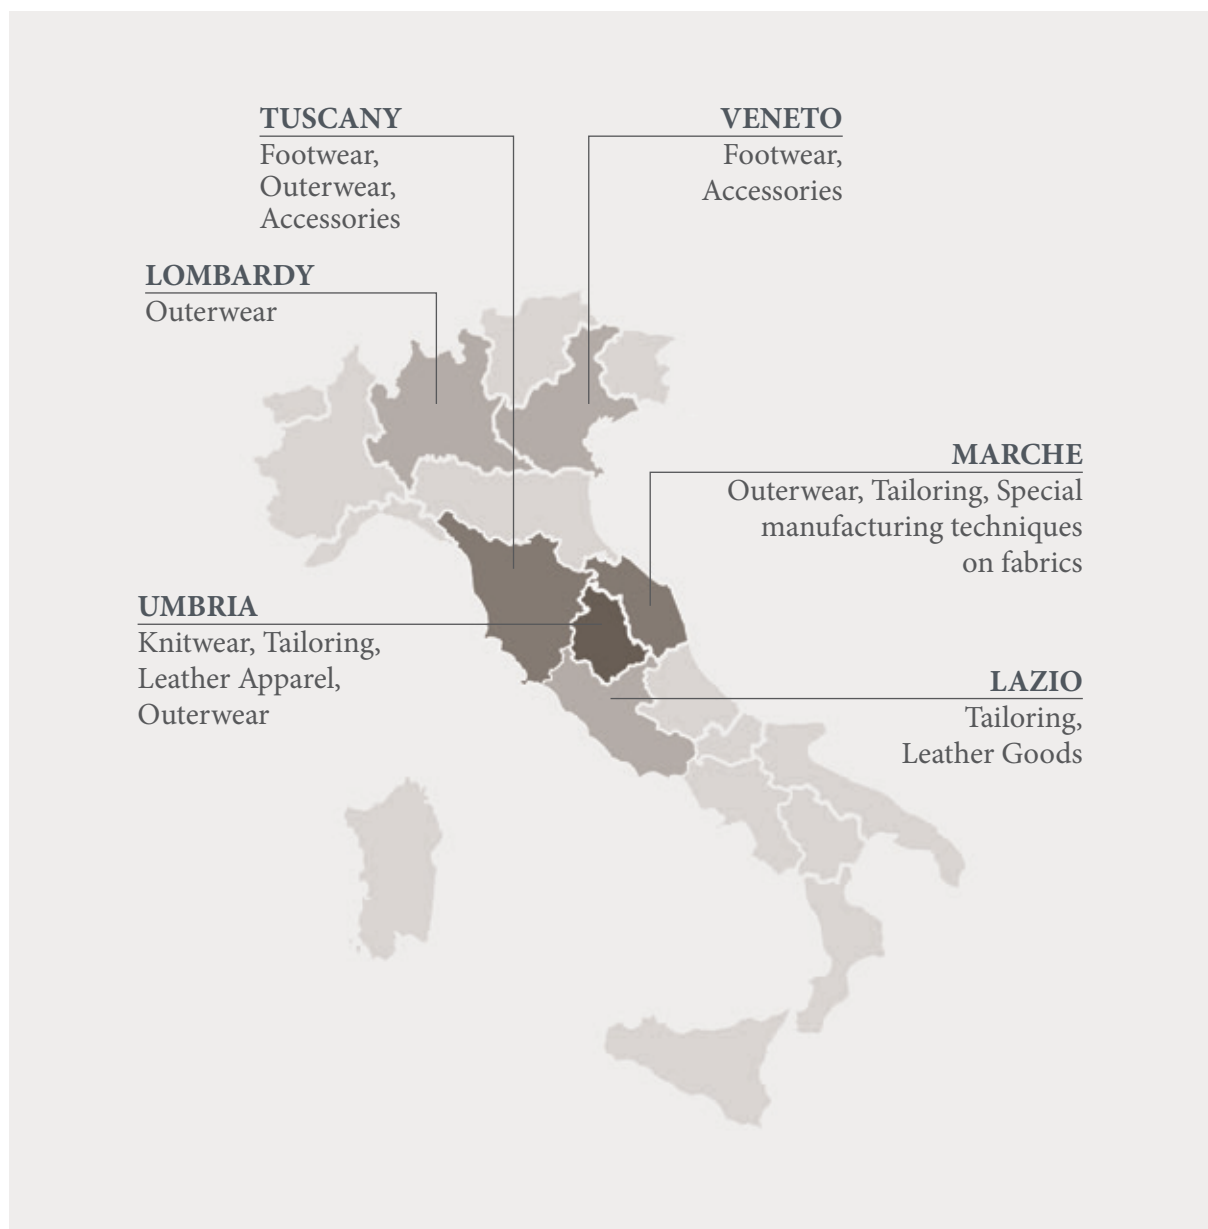 TUSCANY
Footwear,
Outerwear,
Accessories
VENETO
Footwear,
Accessories
LOMBARDY
Outerwear
MARCHE
Outerwear, Tailoring, Special
manufacturing techniques
on fabrics
UMBRIA
Knitwear, Tailoring,
Leather Apparel,
Outerwear
LAZIO
Tailoring,
Leather Goods